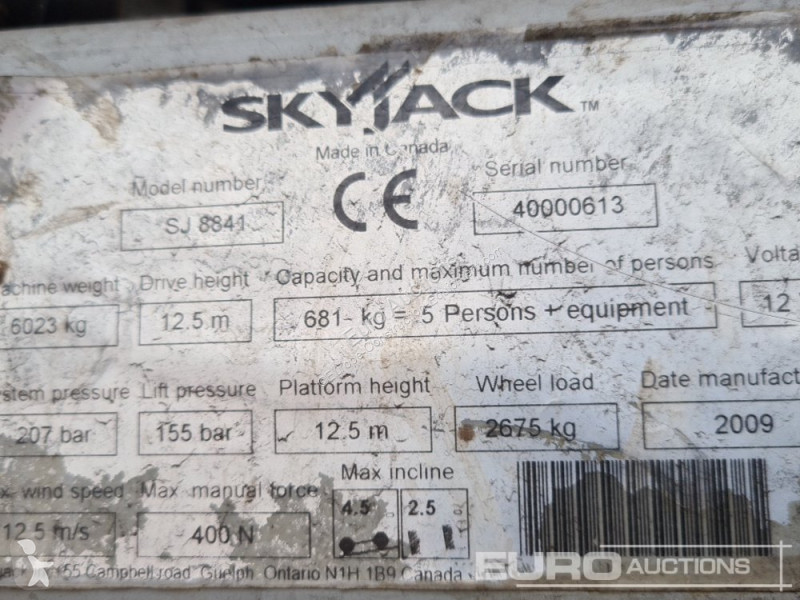 SKYJACK™
Made in Canada
Model number
Serial number
CE
SJ 8841
40000613
achine weight Drive height Capacity and maximum number of persons Volta
6023 kg 12.5 m 681 kg = 5 Persons + equipment 12
stem pressure Lift pressure Platform height Wheel load Date manufact
207 bar 155 bar 12.5 m 2675 kg 2009
x. wind speed Max manual force Max incline
12.5 m/s 400 N 4.5 2.5
55 Campbell road Guelph Ontario N1H 1B9 Canada
EUROAUCTIONS